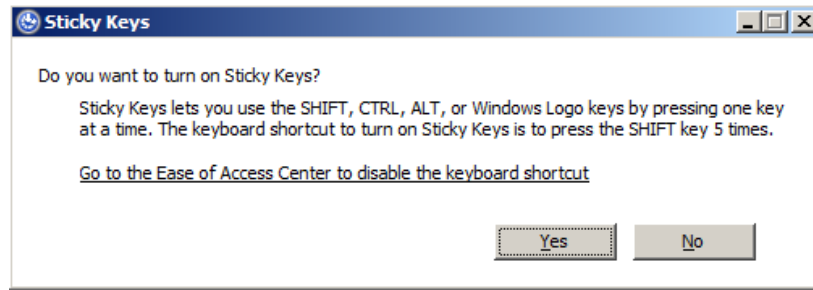 Sticky Keys
Do you want to turn on Sticky Keys?
Sticky Keys lets you use the SHIFT, CTRL, ALT, or Windows Logo keys by pressing one key
at a time. The keyboard shortcut to turn on Sticky Keys is to press the SHIFT key 5 times.
Go to the Ease of Access Center to disable the keyboard shortcut
Yes No